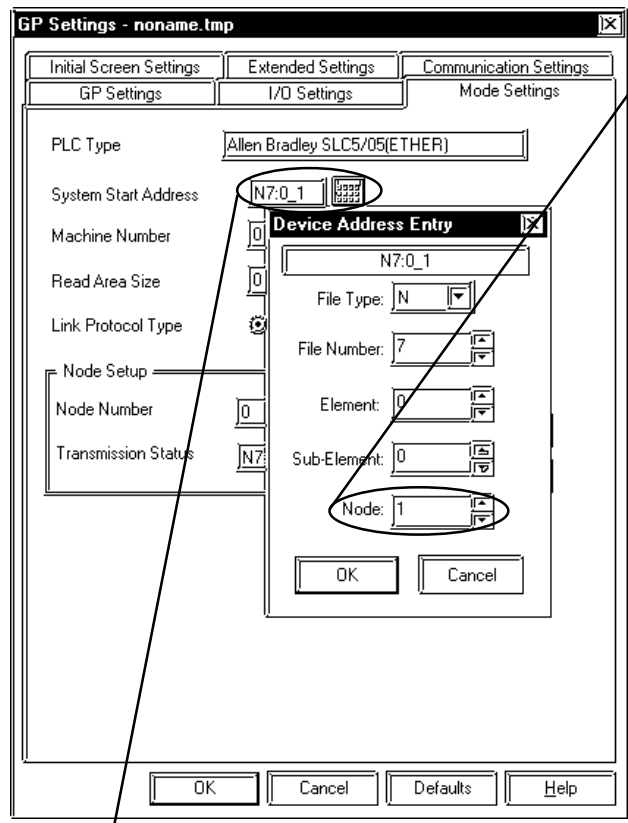 GP Settings - noname.tmp
Initial Screen Settings Extended Settings Communication Settings
GP Settings I/O Settings Mode Settings
PLC Type Allen Bradley SLC5/05(ETHER)
System Start Address N7:0_1
Machine Number 0
Read Area Size 0
Link Protocol Type
Node Setup
Node Number 0
Transmission Status N7
Device Address Entry
N7:0_1
File Type: N
File Number: 7
Element: 0
Sub-Element: 0
Node: 1
OK Cancel
OK Cancel Defaults Help